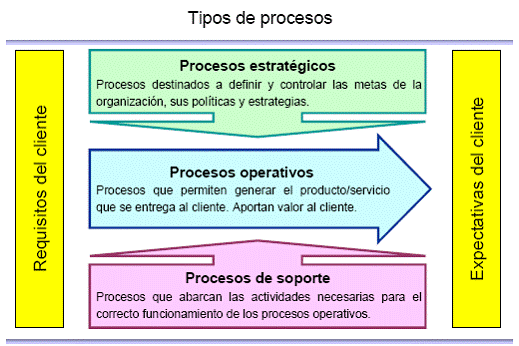 Tipos de procesos
Requisitos del cliente
Procesos estratégicos
Procesos destinados a definir y controlar las metas de la
organización, sus políticas y estrategias.
Procesos operativos
Procesos que permiten generar el producto/servicio
que se entrega al cliente. Aportan valor al cliente.
Procesos de soporte
Procesos que abarcan las actividades necesarias para el
correcto funcionamiento de los procesos operativos.
Expectativas del cliente